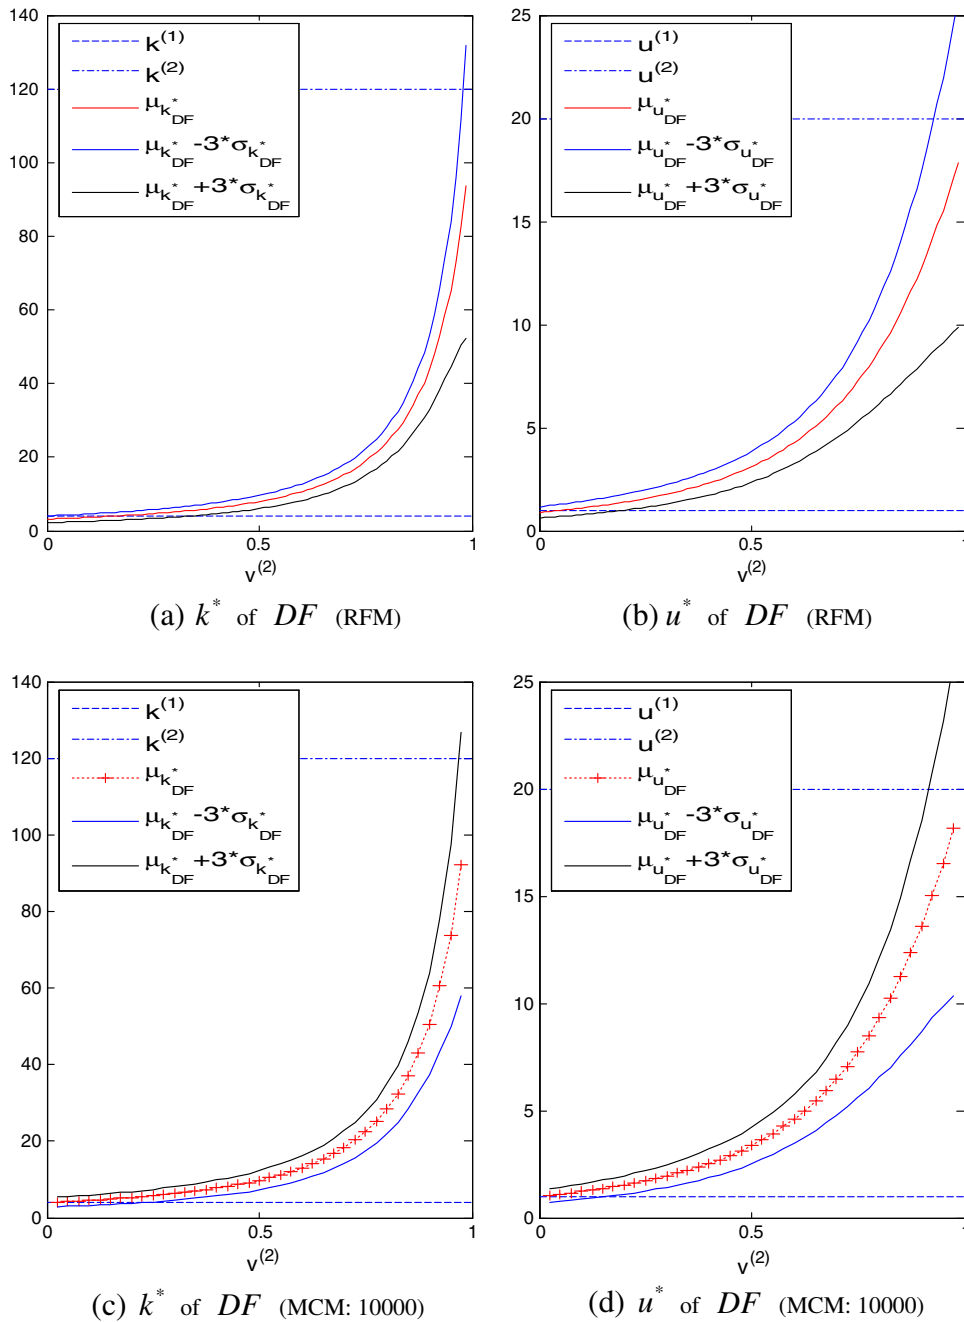 140
120
100
80
60
40
20
0
k(1)
k(2)
μk*DF
μk*DF -3*σk*DF
μk*DF +3*σk*DF
0 0.5 1
v(2)
(a) k* of DF (RFM)
25
20
15
10
5
0
u(1)
u(2)
μu*DF
μu*DF -3*σu*DF
μu*DF +3*σu*DF
0 0.5 1
v(2)
(b) u* of DF (RFM)
140
120
100
80
60
40
20
0
k(1)
k(2)
μk*DF
μk*DF -3*σk*DF
μk*DF +3*σk*DF
0 0.5 1
v(2)
(c) k* of DF (MCM: 10000)
25
20
15
10
5
0
u(1)
u(2)
μu*DF
μu*DF -3*σu*DF
μu*DF +3*σu*DF
0 0.5 1
v(2)
(d) u* of DF (MCM: 10000)